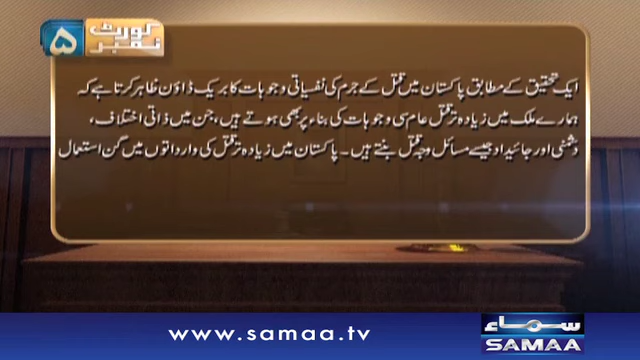 کورٹ
نمبر ۵
ایک تحقیق کے مطابق پاکستان میں قتل کے جرم کی نفسیاتی وجوہات کا بریک ڈاؤن ظاہر کرتا ہے کہ
ہمارے ملک میں زیادہ تر قتل عام سی وجوہات کی بناء پر بھی ہوتے ہیں، جن میں ذاتی اختلاف،
دشمنی اور جائیداد جیسے مسائل وجہ قتل بنتے ہیں۔ پاکستان میں زیادہ تر قتل کی وارداتوں میں گن استعمال
www.samaa.tv
سماء
SAMAA